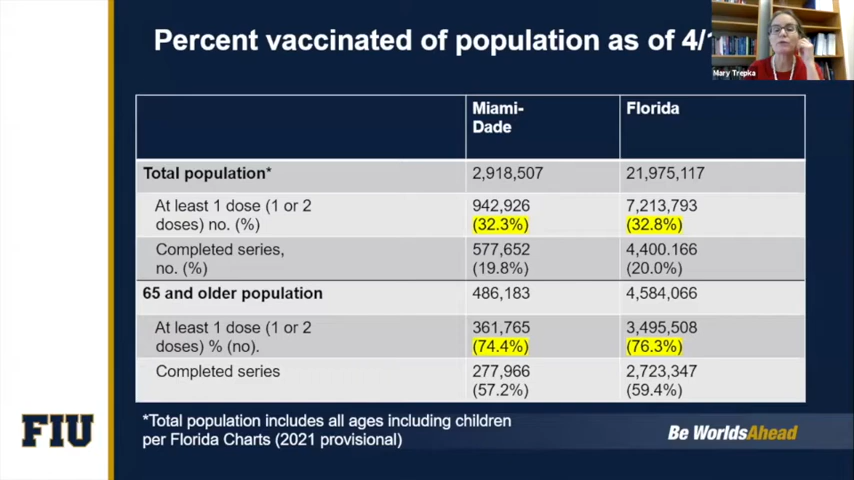 Percent vaccinated of population as of 4/1
Mary Trepka
Miami-
Dade
Florida
Total population* 2,918,507 21,975,117
At least 1 dose (1 or 2 942,926 7,213,793
doses) no. (%) (32.3%) (32.8%)
Completed series, 577,652 4,400.166
no. (%) (19.8%) (20.0%)
65 and older population 486,183 4,584,066
At least 1 dose (1 or 2 361,765 3,495,508
doses) % (no). (74.4%) (76.3%)
Completed series 277,966 2,723,347
(57.2%) (59.4%)
*Total population includes all ages including children
per Florida Charts (2021 provisional)
FIU
Be WorldsAhead